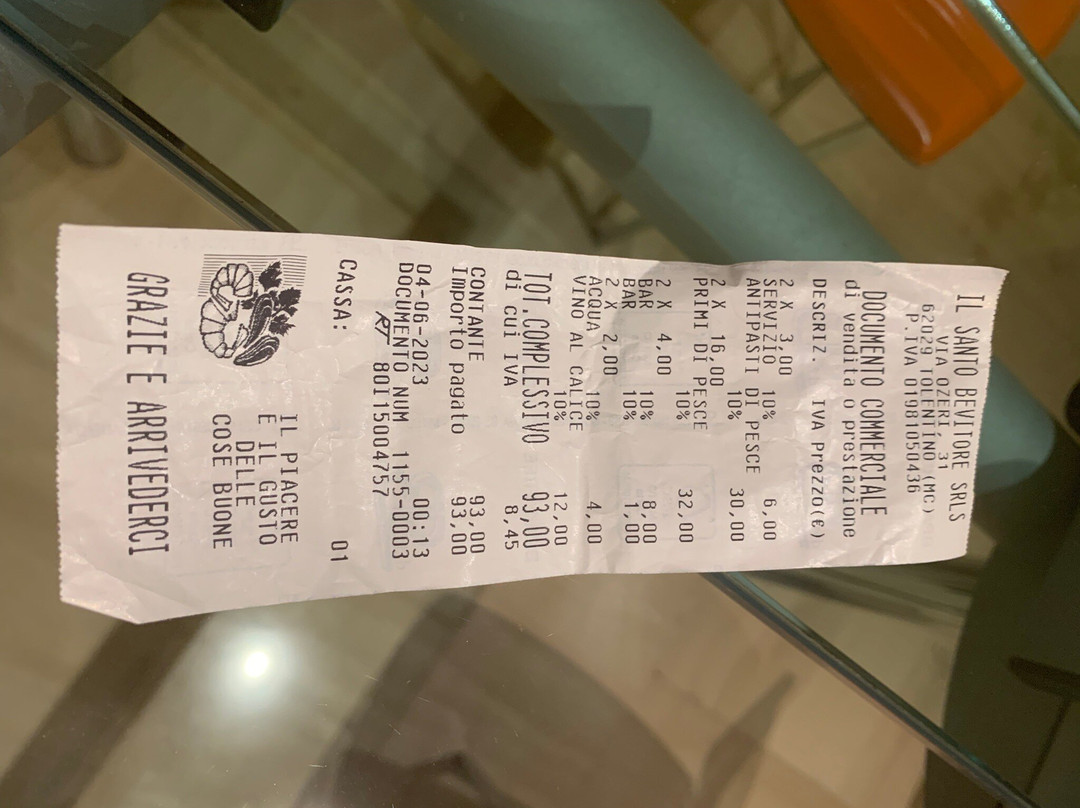 IL SANTO BEVITORE SRLS
VIA OZERI, 31
62029 TOLENTINO (MC)
P.IVA 01981050436
DOCUMENTO COMMERCIALE
di vendita o prestazione
DESCRIZ. IVA Prezzo(€)
2 X 3,00
SERVIZIO 10% 6,00
ANTIPASTI DI PESCE
10% 30,00
2 X 16,00
PRIMI DI PESCE
10% 32,00
2 X 4,00
BAR 10% 8,00
BAR 10% 1,00
2 X 2,00
ACQUA 10% 4,00
VINO AL CALICE
10% 12,00
TOT.COMPLESSIVO 93,00
di cui IVA 8,45
CONTANTE 93,00
Importo pagato 93,00
04-06-2023 00:13
DOCUMENTO NUM 1155-0003
RT 80115004757
CASSA: 01
IL PIACERE
E IL GUSTO
DELLE
COSE BUONE
GRAZIE E ARRIVEDERCI